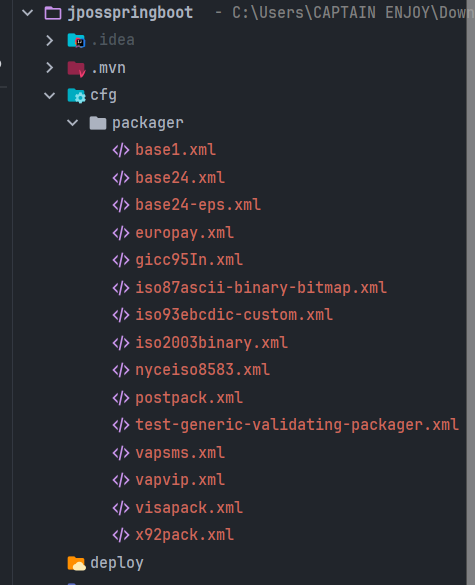 jposspringboot - C:\Users\CAPTAIN ENJOY\Down
.idea
.mvn
cfg
packager
base1.xml
base24.xml
base24-eps.xml
europay.xml
gicc95In.xml
iso87ascii-binary-bitmap.xml
iso93ebcdic-custom.xml
iso2003binary.xml
nyceiso8583.xml
postpack.xml
test-generic-validating-packager.xml
vapsms.xml
vapvip.xml
visapack.xml
x92pack.xml
deploy